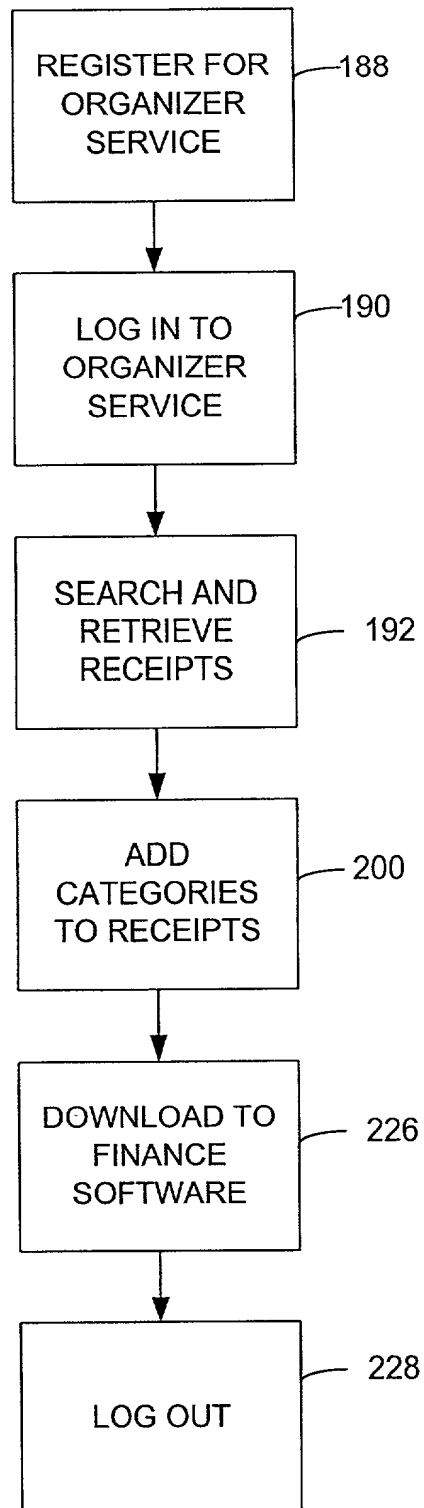 REGISTER FOR
ORGANIZER
SERVICE
188
LOG IN TO
ORGANIZER
SERVICE
190
SEARCH AND
RETRIEVE
RECEIPTS
192
ADD
CATEGORIES
TO RECEIPTS
200
DOWNLOAD TO
FINANCE
SOFTWARE
226
LOG OUT
228